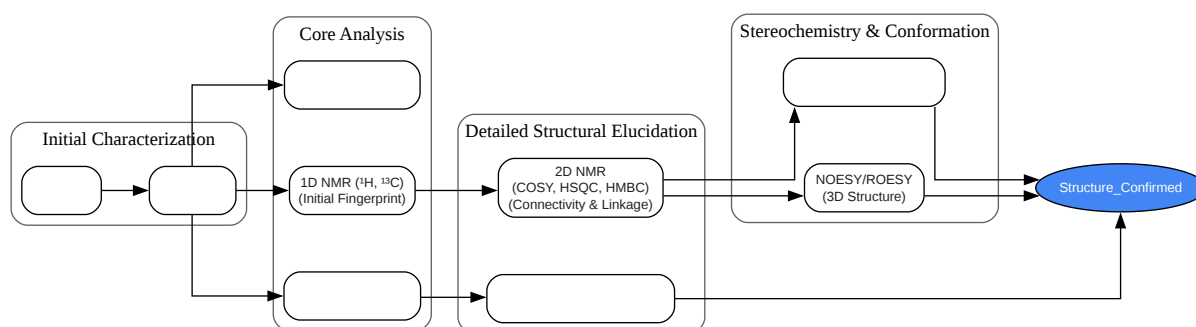 Core Analysis
Stereochemistry & Conformation
Initial Characterization
Detailed Structural Elucidation
1D NMR (¹H, ¹³C)
(Initial Fingerprint)
2D NMR
(COSY, HSQC, HMBC)
(Connectivity & Linkage)
NOESY/ROESY
(3D Structure)
Structure_Confirmed